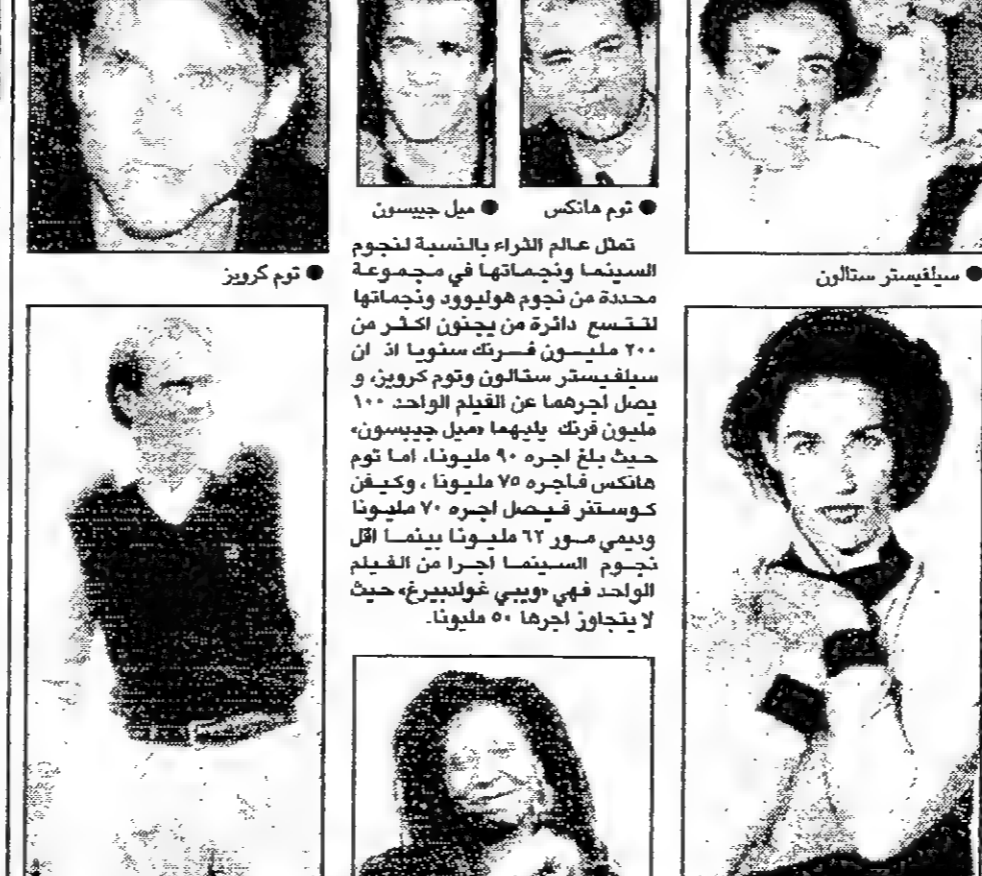 ● سيلفيستر ستالون
● توم هانكس
● ميل جيبسون
● توم كرويز
تمثل عالم الثراء بالنسبة لنجوم
السينما ونجماتها في مجموعة
محددة من نجوم هوليوود ونجماتها
لتتسع دائرة من يجنون اكثر من
٢٠٠ مليون فرنك سنويا اذ ان
سيلفيستر ستالون وتوم كرويز، و
يصل اجرهما عن الفيلم الواحد ١٠٠
مليون فرنك يليهما «ميل جيبسون»
حيث بلغ اجره ٩٠ مليونا، اما توم
هانكس فاجره ٧٥ مليونا، وكيفن
كوستنر فيصل اجره ٧٠ مليونا
وديمي مور ٦٢ مليونا بينما اقل
نجوم السينما اجرا من الفيلم
الواحد فهي «ويبي غولدبيرغ» حيث
لا يتجاوز اجرها ٥٠ مليونا.